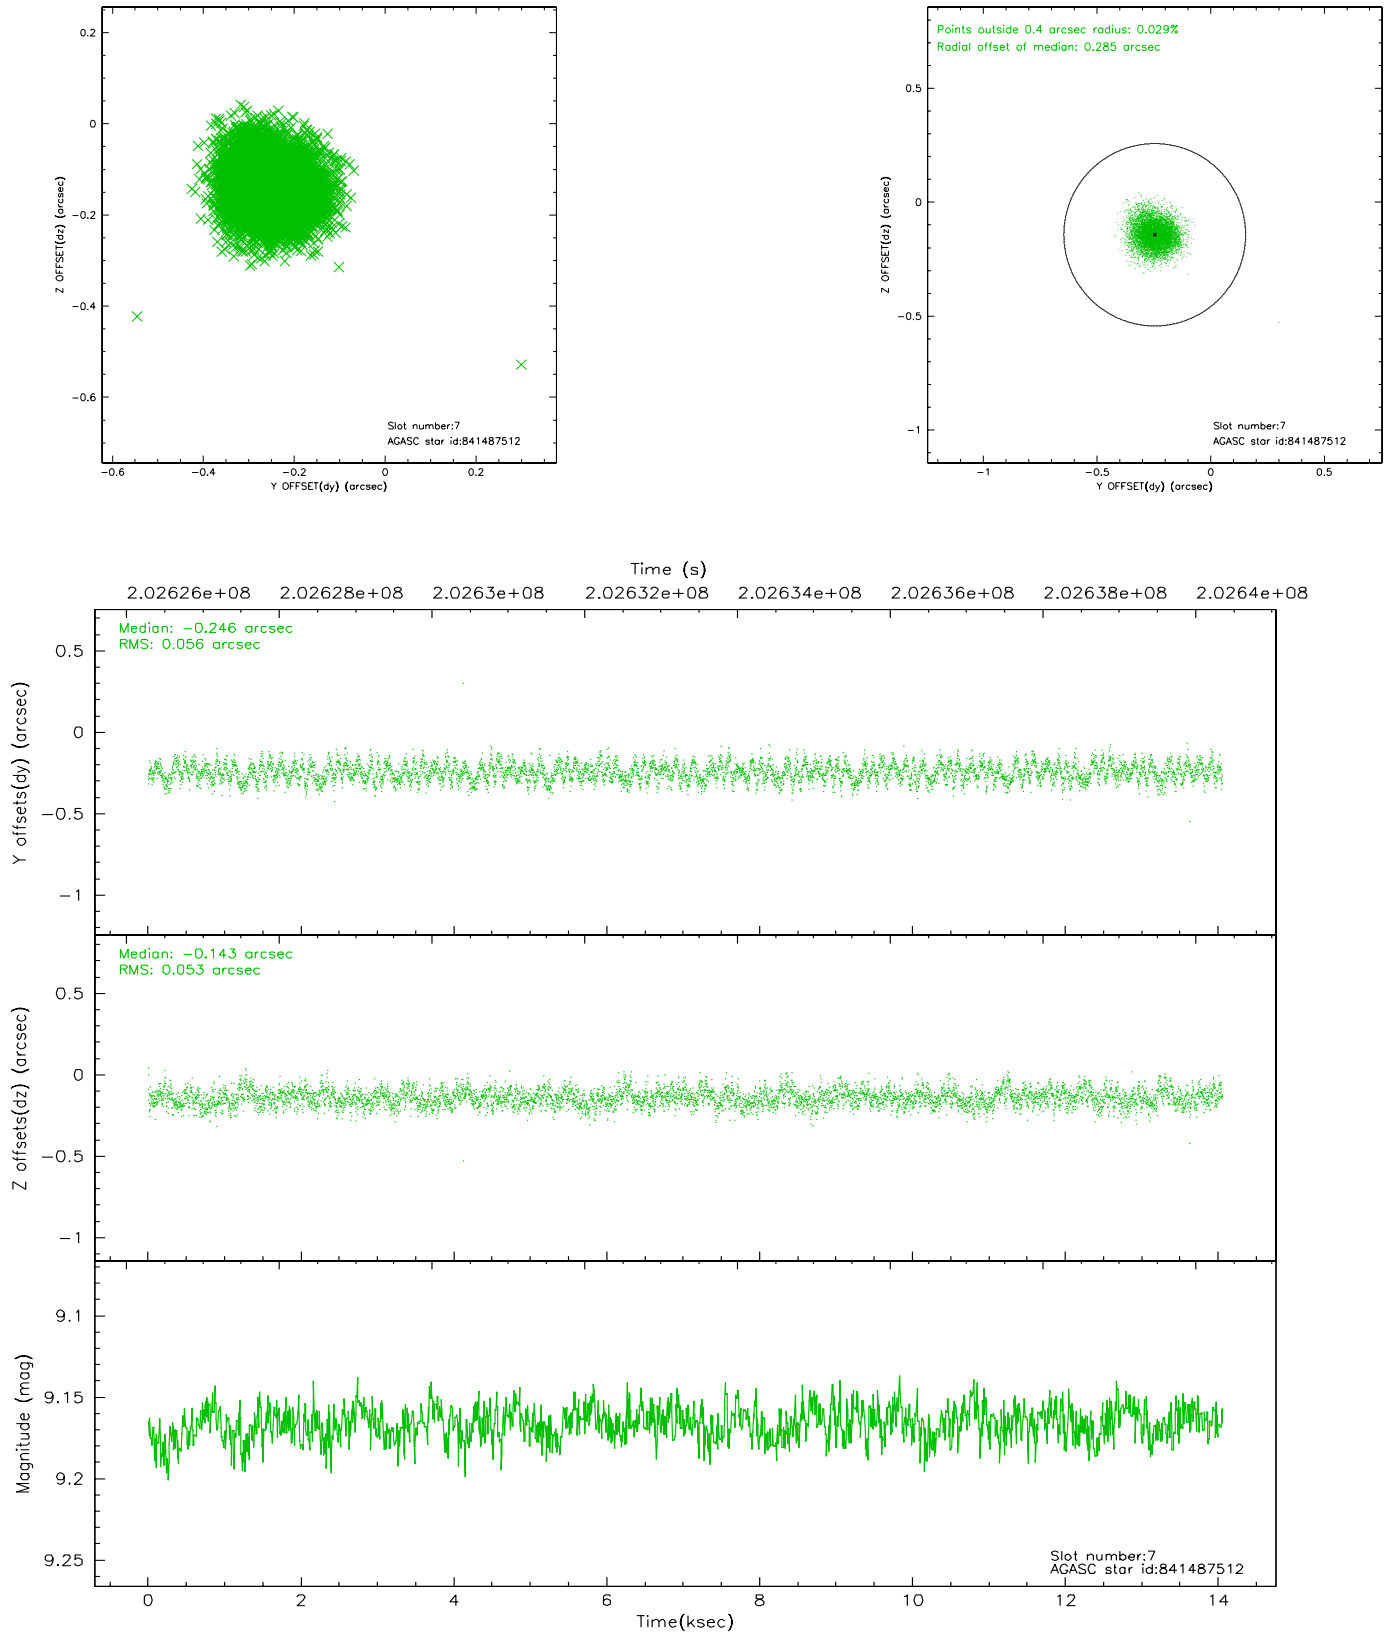 0.2
0
-0.2
-0.4
-0.6
-0.6
-0.4
-0.2
0
0.2
Z OFFSET(dz) (arcsec)
Y OFFSET(dy) (arcsec)
Slot number:7
AGASC star id:841487512
Points outside 0.4 arcsec radius: 0.029%
Radial offset of median: 0.285 arcsec
0.5
0
-0.5
-1
-1
-0.5
0
0.5
Z OFFSET(dz) (arcsec)
Y OFFSET(dy) (arcsec)
Slot number:7
AGASC star id:841487512
Time (s)
2.02626e+08 2.02628e+08 2.0263e+08 2.02632e+08 2.02634e+08 2.02636e+08 2.02638e+08 2.0264e+08
Median: -0.246 arcsec
RMS: 0.056 arcsec
0.5
0
-0.5
-1
Y offsets(dy) (arcsec)
Median: -0.143 arcsec
RMS: 0.053 arcsec
0.5
0
-0.5
-1
Z offsets(dz) (arcsec)
9.1
9.15
9.2
9.25
Magnitude (mag)
Slot number:7
AGASC star id:841487512
0 2 4 6 8 10 12 14
Time(ksec)